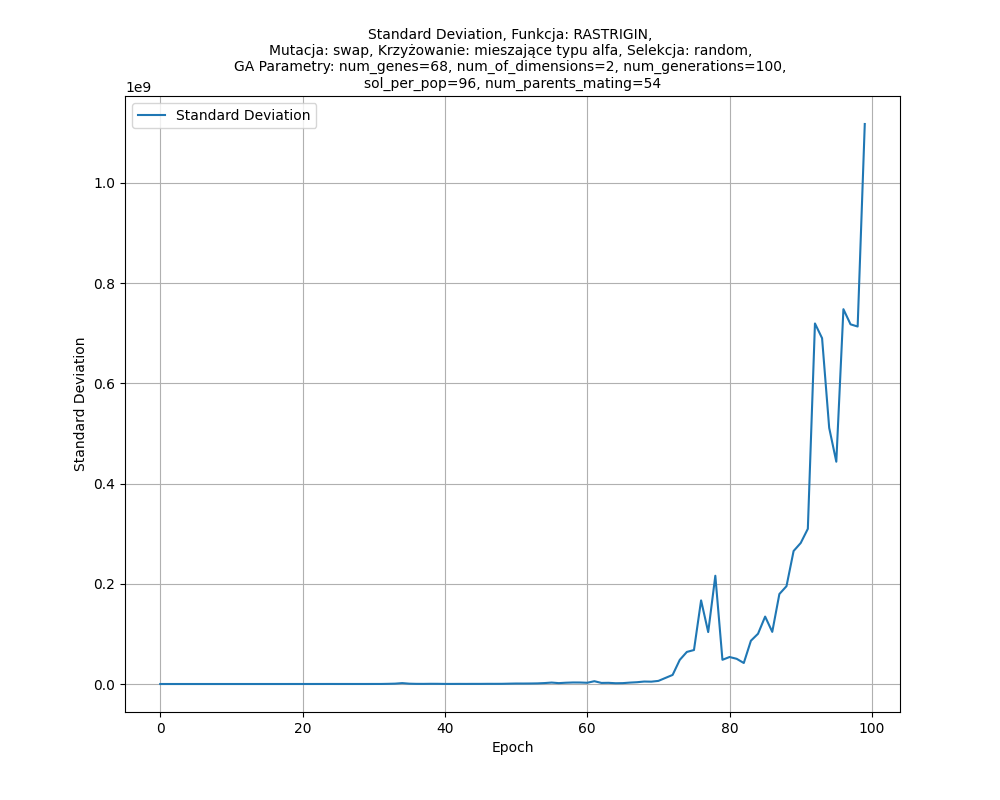 Standard Deviation, Funkcja: RASTRIGIN,
Mutacja: swap, Krzyżowanie: mieszające typu alfa, Selekcja: random,
GA Parametry: num_genes=68, num_of_dimensions=2, num_generations=100,
sol_per_pop=96, num_parents_mating=54
1e9
Standard Deviation
1.0
0.8
0.6
0.4
0.2
0.0
Standard Deviation
0 20 40 60 80 100
Epoch